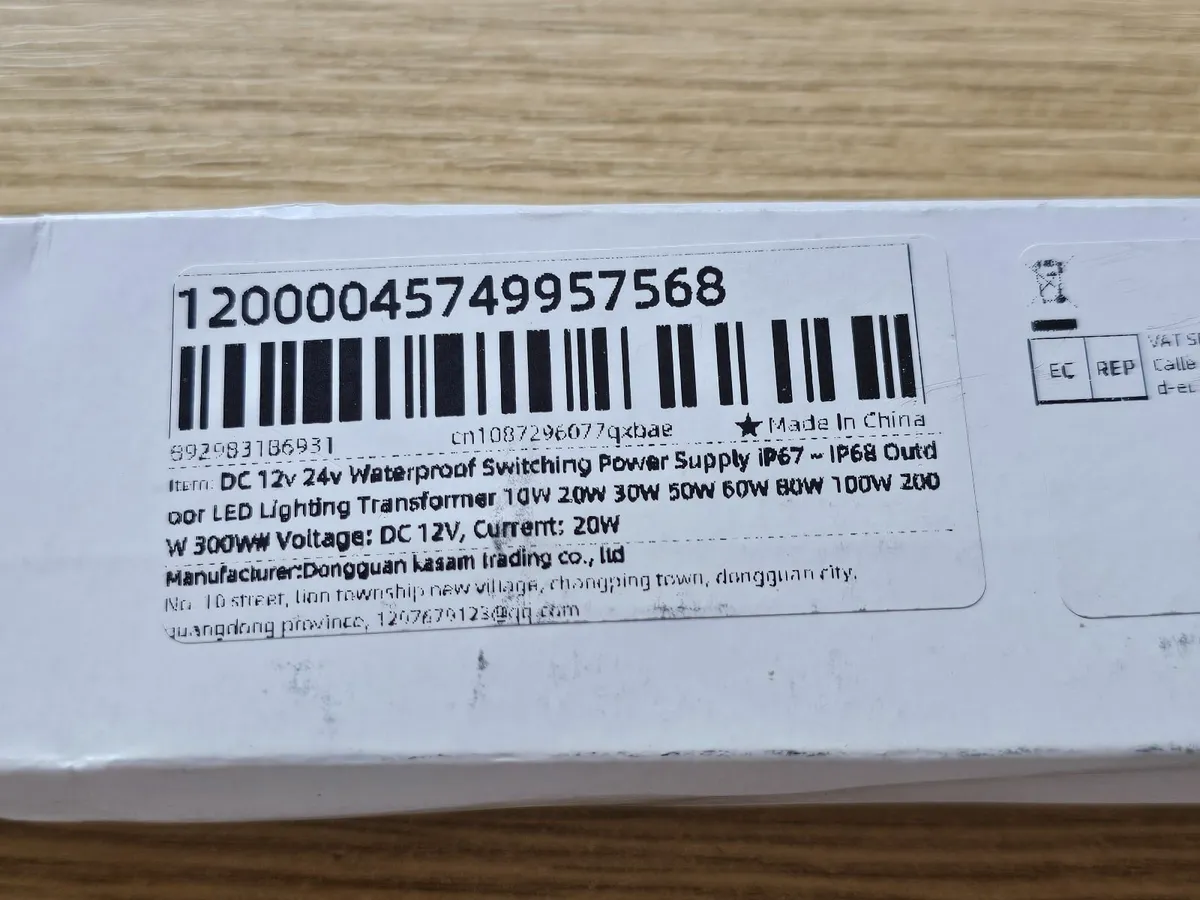 12000045749957568
8929831B6931
cn1087296077qxbae
★Made In China
Item: DC 12v 24v Waterproof Switching Power Supply iP67 ~ IP68 Outd
oor LED Lighting Transformer 10W 20W 30W 50W 60W 80W 100W 200
W 300W# Voltage: DC 12V, Current: 20W
Manufacturer:Dongguan kasam trading co., ltd
No. 10 street, lion township new village, changping town, dongguan city,
guangdong province, 1207679123@qq.com
EC REP
VAT
Calle